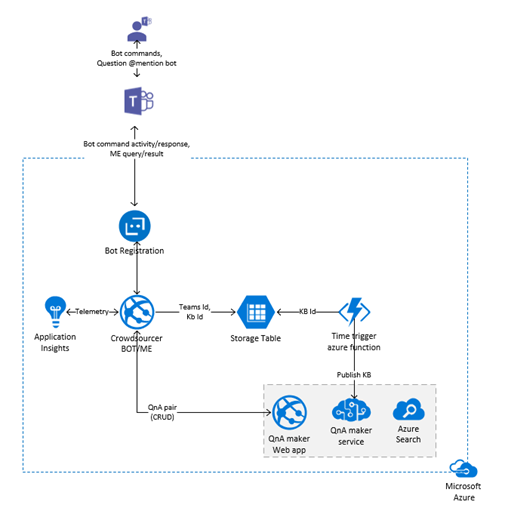 Bot commands,
Question @mention bot
T
Bot command activity/response,
ME query/result
Bot Registration
Telemetry
Teams Id,
Kb Id
KB Id
Application
Insights
Crowdsourcer
BOT/ME
Storage Table
Time trigger
azure function
Publish KB
QnA pair
(CRUD)
QnA maker
Web app
QnA maker
service
Azure
Search
Microsoft
Azure